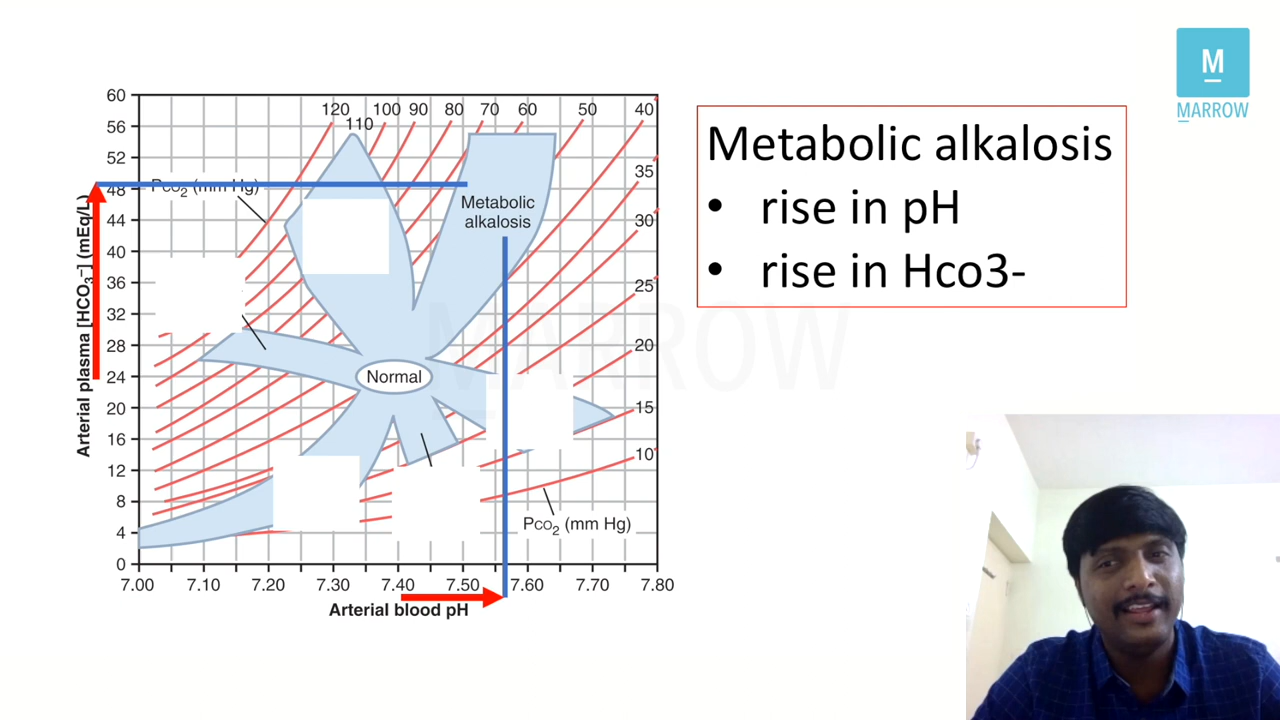 M
MARROW
60
56
52
48
44
40
36
32
28
24
20
16
12
8
4
0
Arterial plasma [HCO₃⁻] (mEq/L)
120
110
100
90
80
70
60
50
40
35
30
25
20
15
10
Pco₂ (mm Hg)
Metabolic
alkalosis
Normal
Pco₂ (mm Hg)
7.00 7.10 7.20 7.30 7.40 7.50 7.60 7.70 7.80
Arterial blood pH
Metabolic alkalosis
• rise in pH
• rise in Hco3-
MARROW